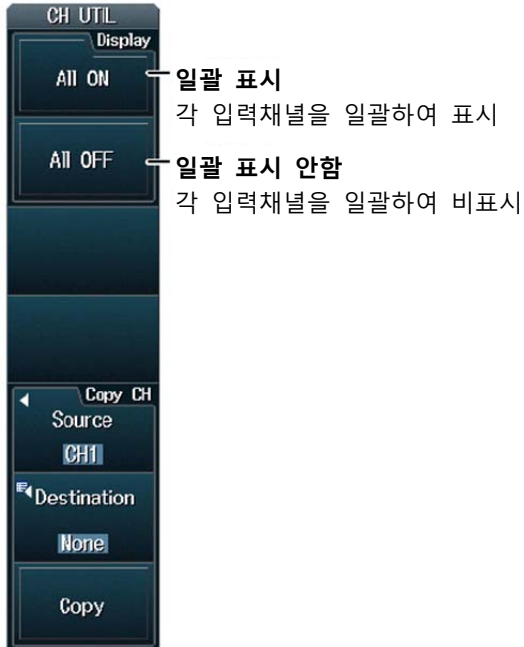 CH UTIL
Display
All ON
일괄 표시
각 입력채널을 일괄하여 표시
All OFF
일괄 표시 안함
각 입력채널을 일괄하여 비표시
Copy CH
Source
CH1
Destination
None
Copy